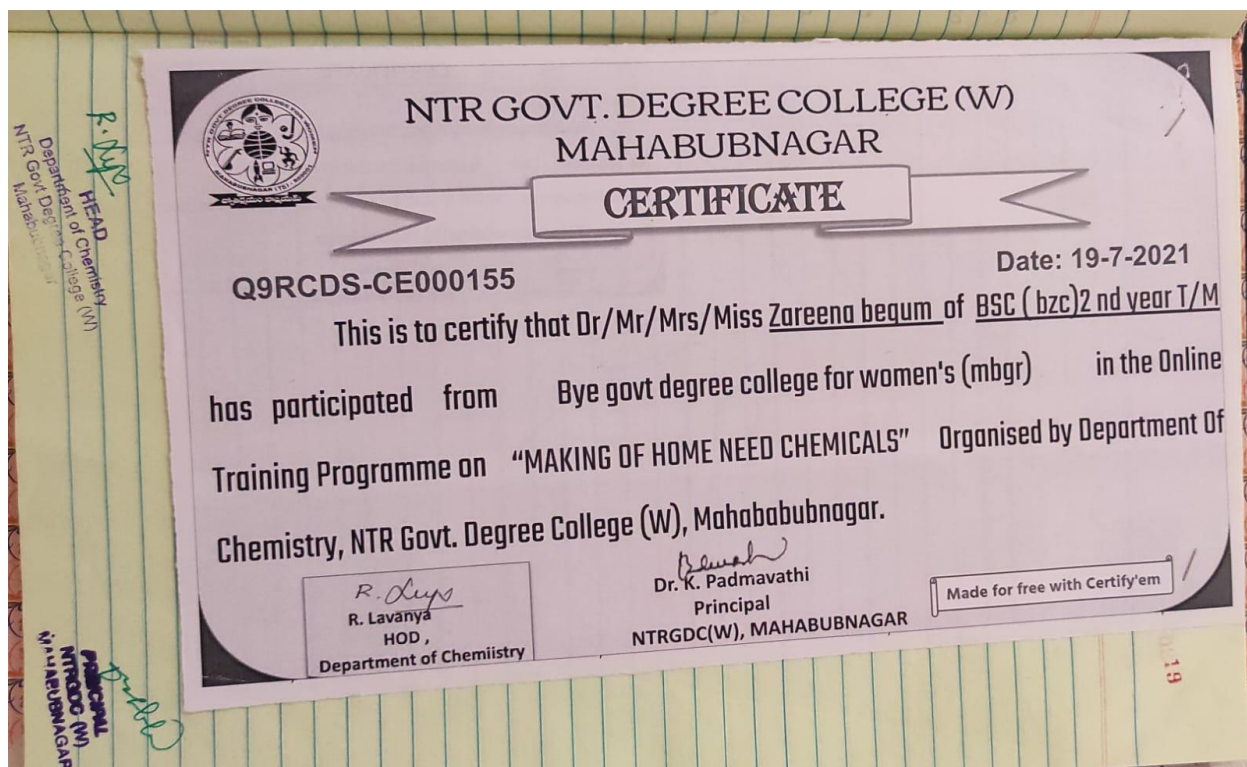 NTR GOVT. DEGREE COLLEGE (W)
MAHABUBNAGAR
CERTIFICATE
Q9RCDS-CE000155
Date: 19-7-2021
This is to certify that Dr/Mr/Mrs/Miss Zareena begum of BSC ( bzc)2 nd year T/M
has participated from Bye govt degree college for women's (mbgr) in the Online
Training Programme on "MAKING OF HOME NEED CHEMICALS" Organised by Department Of
Chemistry, NTR Govt. Degree College (W), Mahababubnagar.
R. Lavanya
HOD ,
Department of Chemiistry
Dr. K. Padmavathi
Principal
NTRGDC(W), MAHABUBNAGAR
Made for free with Certify'em
HEAD
Department of Chemistry
NTR Govt Degree College (W)
Mahabubnagar
PRINCIPAL
NTRGDC (W)
MAHABUBNAGAR
19